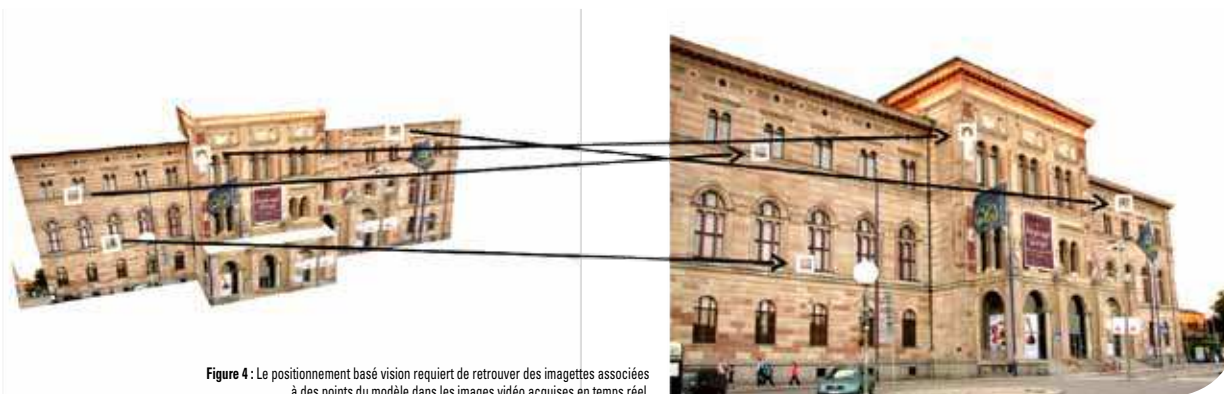 Figure 4 : Le positionnement basé vision requiert de retrouver des imagettes associées
à des points du modèle dans les images vidéo acquises en temps réel.